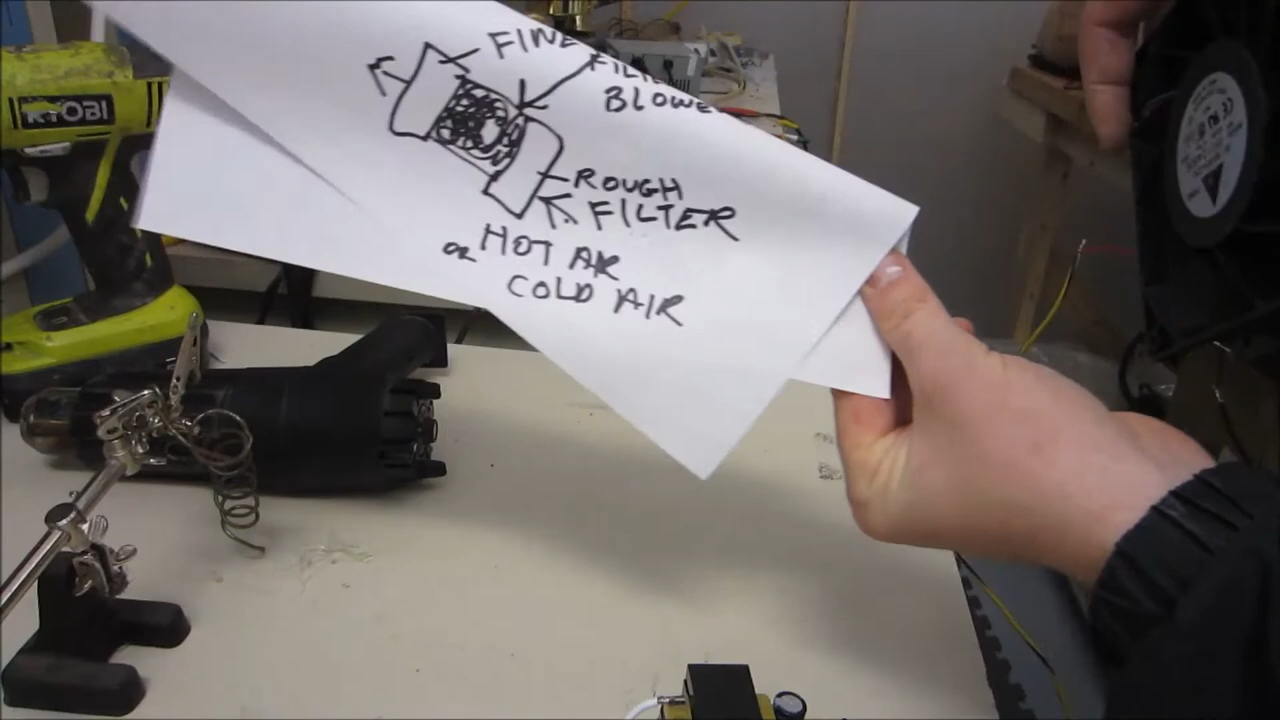 RYOBI
FINE
BLOWE
ROUGH
FILTER
or HOT AIR
COLD AIR